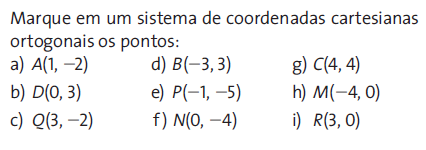 Marque em um sistema de coordenadas cartesianas
ortogonais os pontos:
a) A(1, –2) d) B(–3, 3) g) C(4, 4)
b) D(0, 3) e) P(–1, –5) h) M(–4, 0)
c) Q(3, –2) f) N(0, –4) i) R(3, 0)